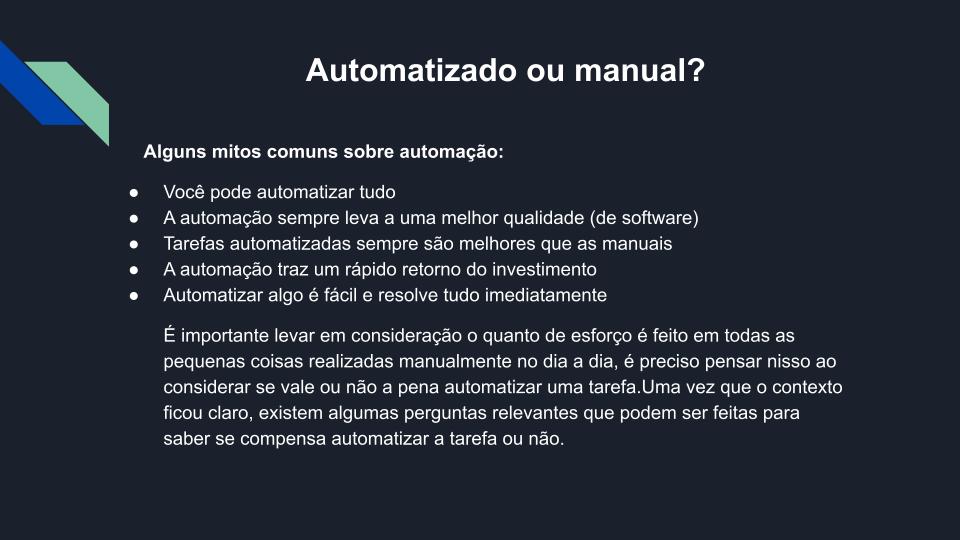 Automatizado ou manual?
Alguns mitos comuns sobre automação:
● Você pode automatizar tudo
● A automação sempre leva a uma melhor qualidade (de software)
● Tarefas automatizadas sempre são melhores que as manuais
● A automação traz um rápido retorno do investimento
● Automatizar algo é fácil e resolve tudo imediatamente
É importante levar em consideração o quanto de esforço é feito em todas as
pequenas coisas realizadas manualmente no dia a dia, é preciso pensar nisso ao
considerar se vale ou não a pena automatizar uma tarefa.Uma vez que o contexto
ficou claro, existem algumas perguntas relevantes que podem ser feitas para
saber se compensa automatizar a tarefa ou não.